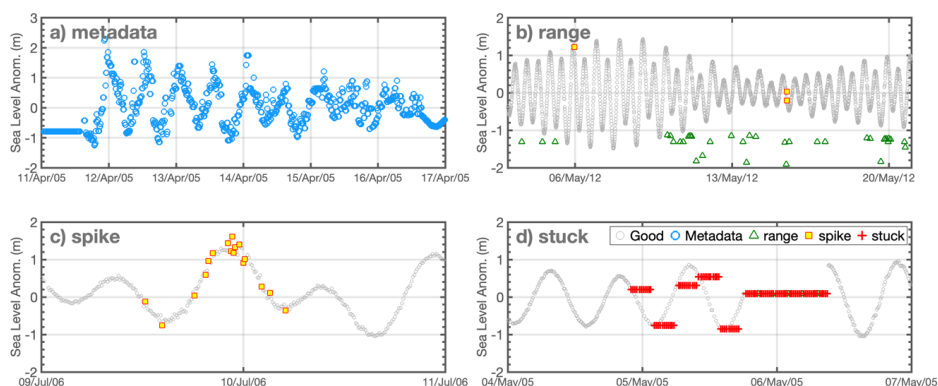 a) metadata
Sea Level Anom. (m)
3
2
1
0
-1
-2
11/Apr/05 12/Apr/05 13/Apr/05 14/Apr/05 15/Apr/05 16/Apr/05 17/Apr/05
b) range
Sea Level Anom. (m)
2
1
0
-1
-2
06/May/12 13/May/12 20/May/12
c) spike
Sea Level Anom. (m)
2
1
0
-1
-2
09/Jul/06 10/Jul/06 11/Jul/06
d) stuck
Good Metadata range spike stuck
Sea Level Anom. (m)
2
1
0
-1
-2
04/May/05 05/May/05 06/May/05 07/May/05